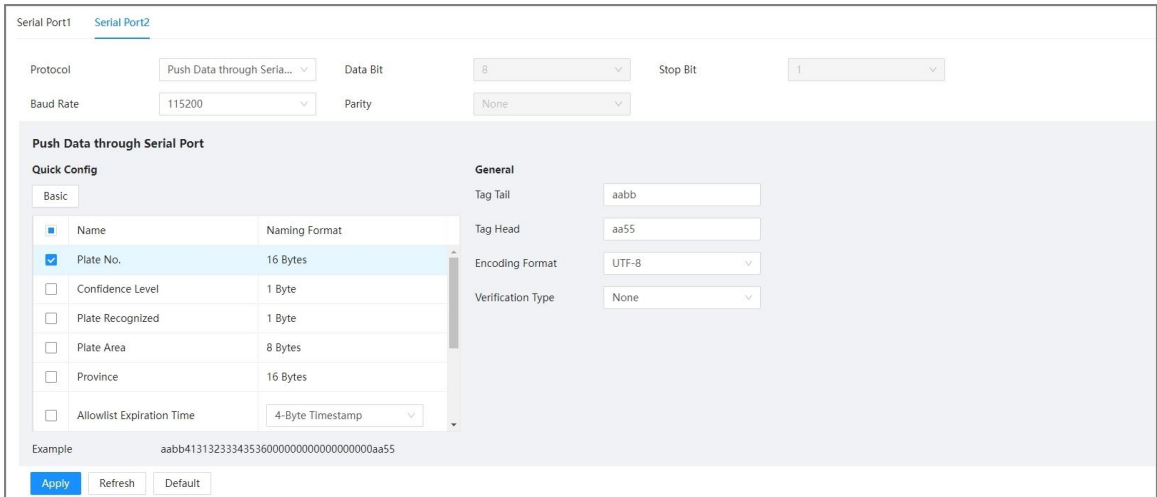 Serial Port1 Serial Port2
Protocol Push Data through Seria... Data Bit 8 Stop Bit 1
Baud Rate 115200 Parity None
Push Data through Serial Port
Quick Config General
Basic Tag Tail aabb
Name Naming Format Tag Head aa55
Plate No. 16 Bytes Encoding Format UTF-8
Confidence Level 1 Byte Verification Type None
Plate Recognized 1 Byte
Plate Area 8 Bytes
Province 16 Bytes
Allowlist Expiration Time 4-Byte Timestamp
Example aabb41313233343536000000000000000000aa55
Apply Refresh Default